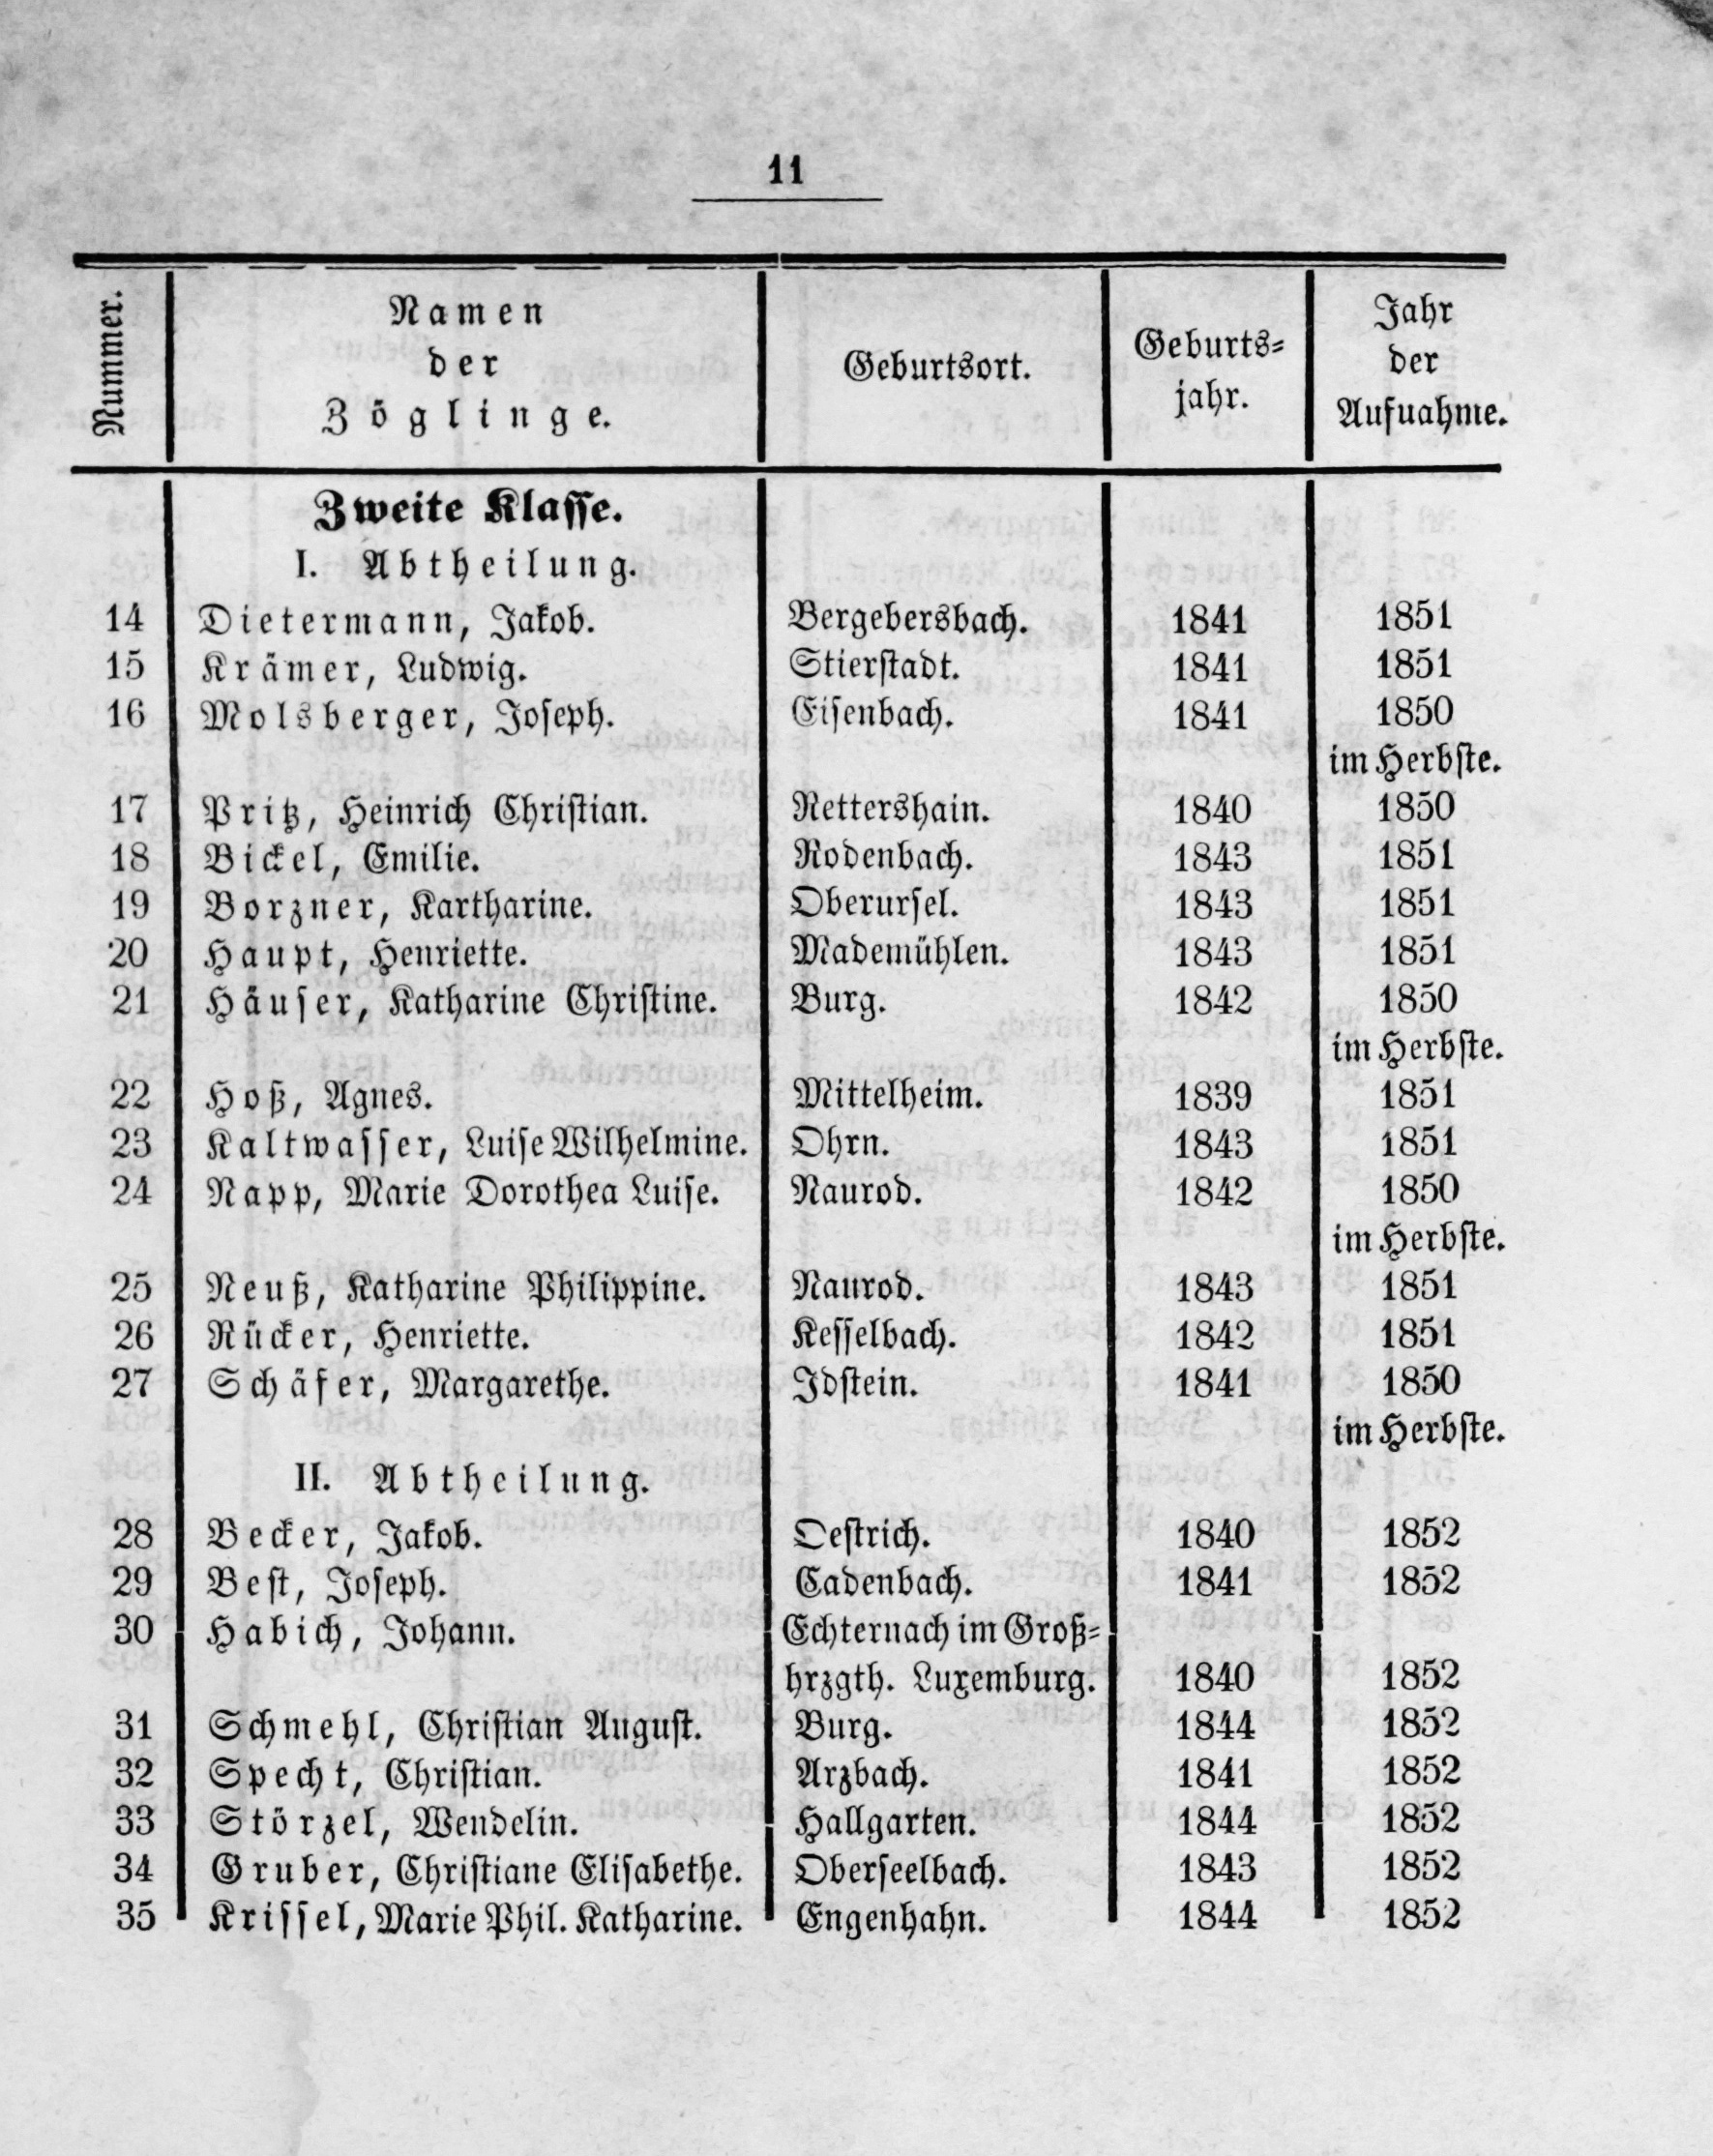 11
Nummer.
Namen
der
Zöglinge.
Geburtsort.
Geburts=
jahr.
Jahr
der
Aufuahme.
Zweite Klasse.
I. Abtheilung.
14 Dietermann, Jakob. Bergebersbach. 1841 1851
15 Krämer, Ludwig. Stierstadt. 1841 1851
16 Molsberger, Joseph. Eisenbach. 1841 1850
im Herbste.
17 Pritz, Heinrich Christian. Rettershain. 1840 1850
18 Bickel, Emilie. Rodenbach. 1843 1851
19 Borzner, Kartharine. Oberursel. 1843 1851
20 Haupt, Henriette. Mademühlen. 1843 1851
21 Häuser, Katharine Christine. Burg. 1842 1850
im Herbste.
22 Hoß, Agnes. Mittelheim. 1839 1851
23 Kaltwasser, Luise Wilhelmine. Ohrn. 1843 1851
24 Napp, Marie Dorothea Luise. Naurod. 1842 1850
im Herbste.
25 Neuß, Katharine Philippine. Naurod. 1843 1851
26 Rücker, Henriette. Kesselbach. 1842 1851
27 Schäfer, Margarethe. Idstein. 1841 1850
im Herbste.
II. Abtheilung.
28 Becker, Jakob. Oestrich. 1840 1852
29 Best, Joseph. Cadenbach. 1841 1852
30 Habich, Johann. Echternach im Groß=
hrzgth. Luxemburg. 1840 1852
31 Schmehl, Christian August. Burg. 1844 1852
32 Specht, Christian. Arzbach. 1841 1852
33 Störzel, Wendelin. Hallgarten. 1844 1852
34 Gruber, Christiane Elisabethe. Oberseelbach. 1843 1852
35 Krissel, Marie Phil. Katharine. Engenhahn. 1844 1852